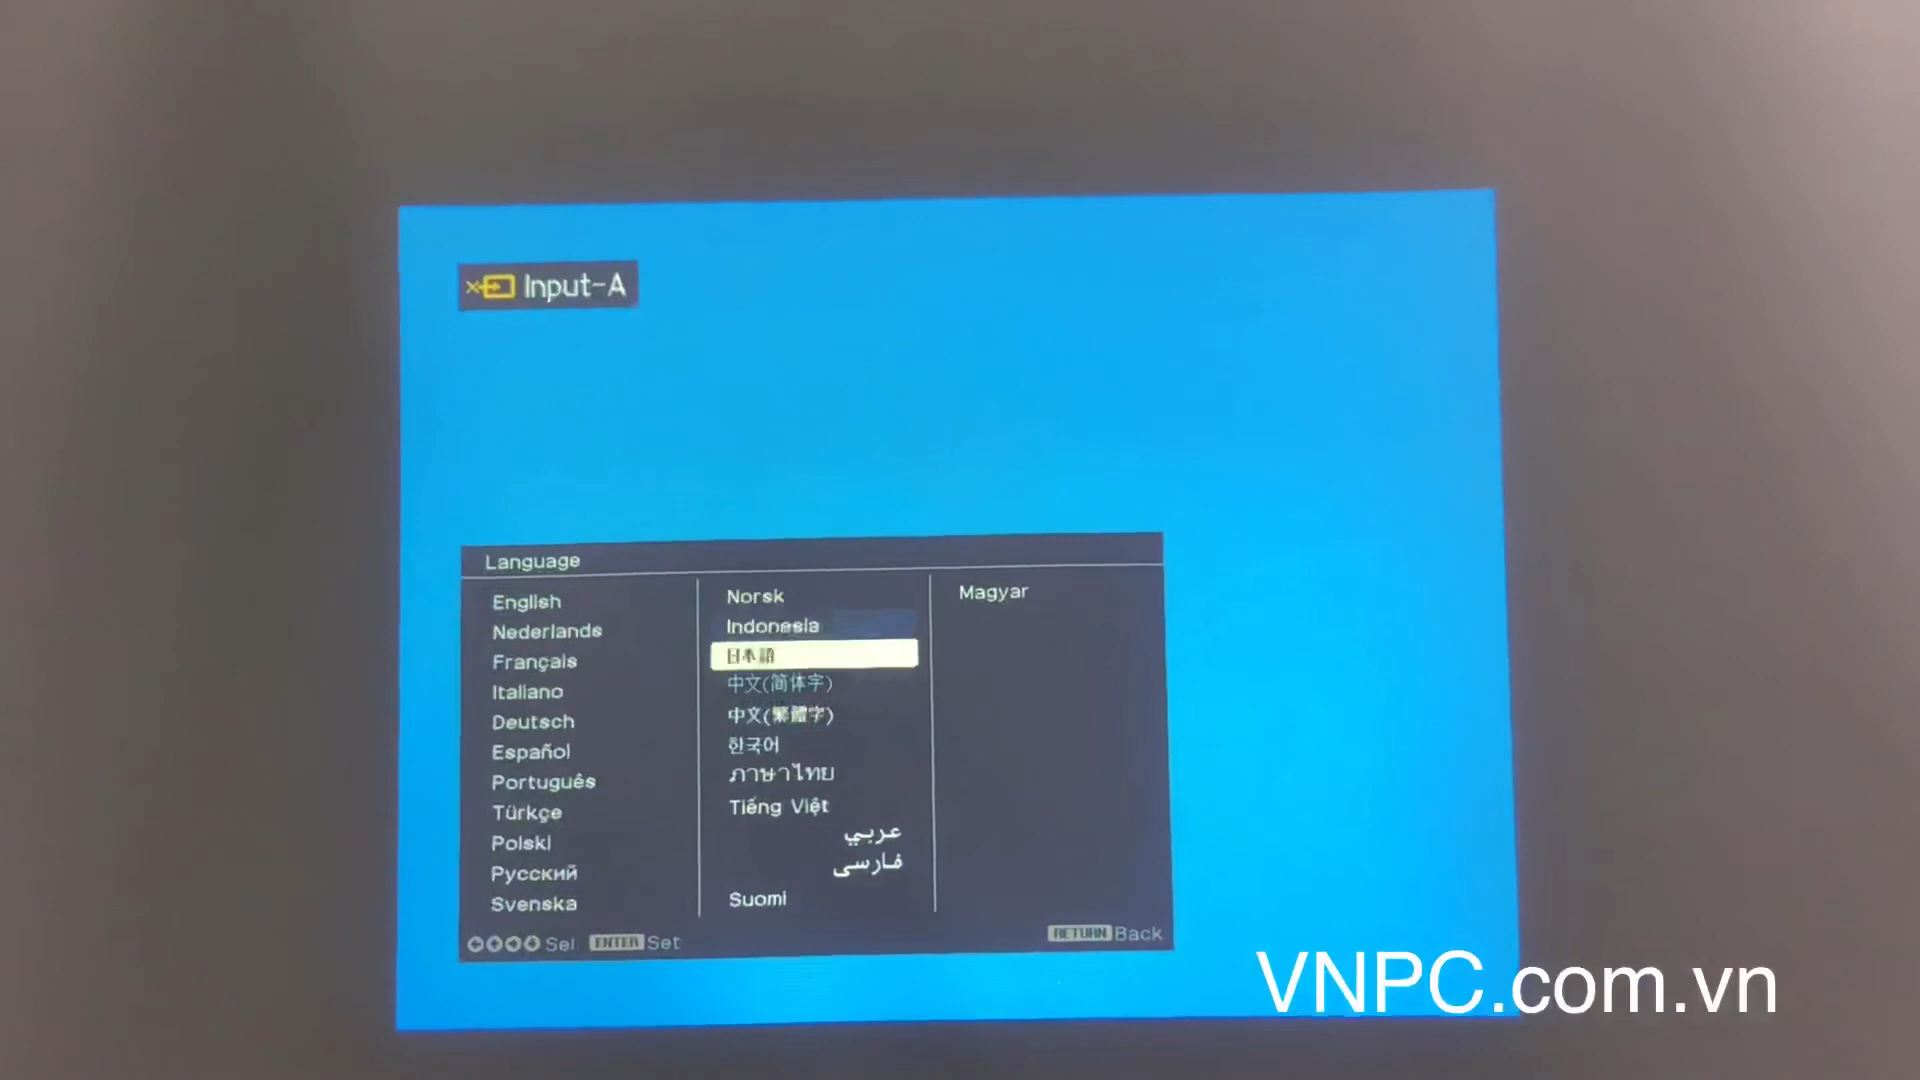 Input-A
Language
English
Nederlands
Français
Italiano
Deutsch
Español
Português
Türkçe
Polski
Русский
Svenska
Norsk
Indonesia
日本語
中文(简体字)
中文(繁體字)
한국어
ภาษาไทย
Tiếng Việt
عربي
فارسی
Suomi
Magyar
Sel ENTER Set
RETURN Back
VNPC.com.vn